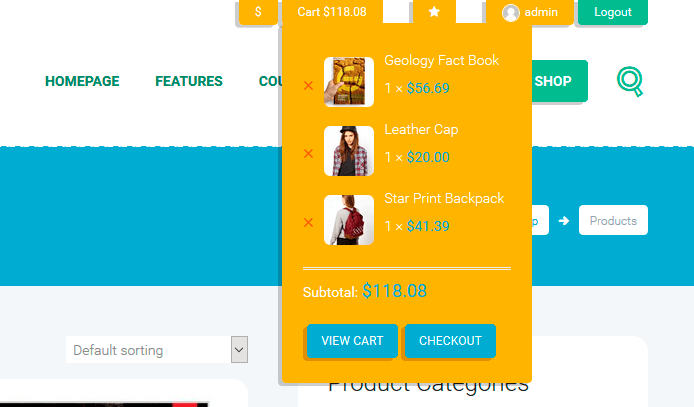 $
Cart $118.08
admin
Logout
HOMEPAGE
FEATURES
COU
SHOP
× Geology Fact Book
1 × $56.69
× Leather Cap
1 × $20.00
× Star Print Backpack
1 × $41.39
Products
Subtotal: $118.08
VIEW CART
CHECKOUT
Default sorting
Product Categories